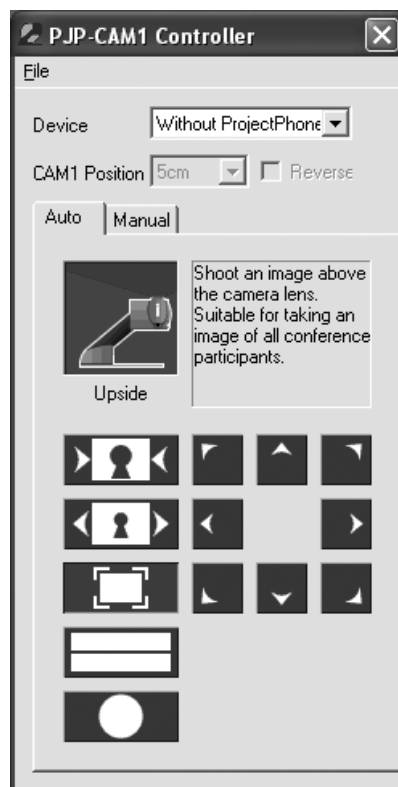 PJP-CAM1 Controller
File
Device
Without ProjectPhone
CAM1 Position
5cm
Reverse
Auto
Manual
Shoot an image above
the camera lens.
Suitable for taking an
image of all conference
participants.
Upside